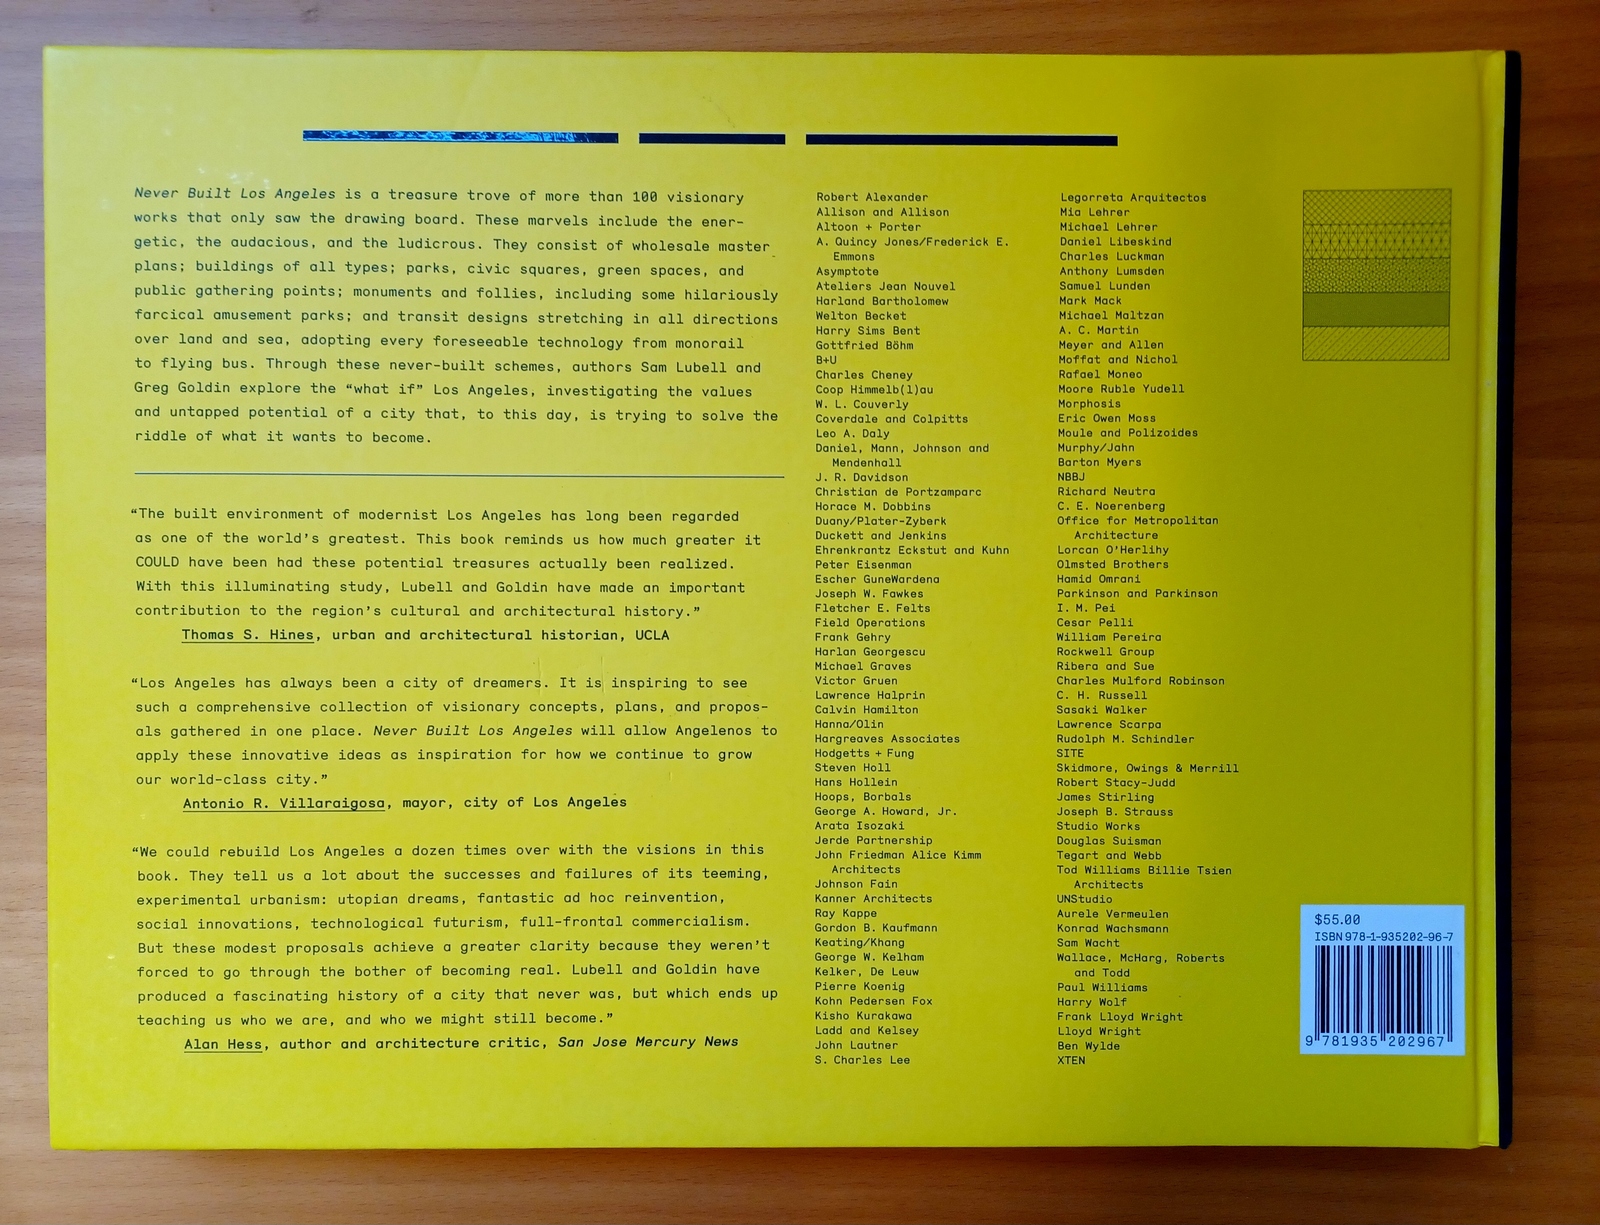 Never Built Los Angeles is a treasure trove of more than 100 visionary
works that only saw the drawing board. These marvels include the ener-
getic, the audacious, and the ludicrous. They consist of wholesale master
plans; buildings of all types; parks, civic squares, green spaces, and
public gathering points; monuments and follies, including some hilariously
farcical amusement parks; and transit designs stretching in all directions
over land and sea, adopting every foreseeable technology from monorail
to flying bus. Through these never-built schemes, authors Sam Lubell and
Greg Goldin explore the “what if” Los Angeles, investigating the values
and untapped potential of a city that, to this day, is trying to solve the
riddle of what it wants to become.
“The built environment of modernist Los Angeles has long been regarded
as one of the world’s greatest. This book reminds us how much greater it
COULD have been had these potential treasures actually been realized.
With this illuminating study, Lubell and Goldin have made an important
contribution to the region’s cultural and architectural history.”
Thomas S. Hines, urban and architectural historian, UCLA
“Los Angeles has always been a city of dreamers. It is inspiring to see
such a comprehensive collection of visionary concepts, plans, and propos-
als gathered in one place. Never Built Los Angeles will allow Angelenos to
apply these innovative ideas as inspiration for how we continue to grow
our world-class city.”
Antonio R. Villaraigosa, mayor, city of Los Angeles
“We could rebuild Los Angeles a dozen times over with the visions in this
book. They tell us a lot about the successes and failures of its teeming,
experimental urbanism: utopian dreams, fantastic ad hoc reinvention,
social innovations, technological futurism, full-frontal commercialism.
But these modest proposals achieve a greater clarity because they weren’t
forced to go through the bother of becoming real. Lubell and Goldin have
produced a fascinating history of a city that never was, but which ends up
teaching us who we are, and who we might still become.”
Alan Hess, author and architecture critic, San Jose Mercury News
Robert Alexander
Allison and Allison
Altoon + Porter
A. Quincy Jones/Frederick E.
Emmons
Asymptote
Ateliers Jean Nouvel
Harland Bartholomew
Welton Becket
Harry Sims Bent
Gottfried Böhm
B+U
Charles Cheney
Coop Himmelb(l)au
W. L. Couverly
Coverdale and Colpitts
Leo A. Daly
Daniel, Mann, Johnson and
Mendenhall
J. R. Davidson
Christian de Portzamparc
Horace M. Dobbins
Duany/Plater-Zyberk
Duckett and Jenkins
Ehrenkrantz Eckstut and Kuhn
Peter Eisenman
Escher GuneWardena
Joseph W. Fawkes
Fletcher E. Felts
Field Operations
Frank Gehry
Harlan Georgescu
Michael Graves
Victor Gruen
Lawrence Halprin
Calvin Hamilton
Hanna/Olin
Hargreaves Associates
Hodgetts + Fung
Steven Holl
Hans Hollein
Hoops, Borbals
George A. Howard, Jr.
Arata Isozaki
Jerde Partnership
John Friedman Alice Kimm
Architects
Johnson Fain
Kanner Architects
Ray Kappe
Gordon B. Kaufmann
Keating/Khang
George W. Kelham
Kelker, De Leuw
Pierre Koenig
Kohn Pedersen Fox
Kisho Kurakawa
Ladd and Kelsey
John Lautner
S. Charles Lee
Legorreta Arquitectos
Mia Lehrer
Michael Lehrer
Daniel Libeskind
Charles Luckman
Anthony Lumsden
Samuel Lunden
Mark Mack
Michael Maltzan
A. C. Martin
Meyer and Allen
Moffat and Nichol
Rafael Moneo
Moore Ruble Yudell
Morphosis
Eric Owen Moss
Moule and Polizoides
Murphy/Jahn
Barton Myers
NBBJ
Richard Neutra
C. E. Noerenberg
Office for Metropolitan
Architecture
Lorcan O’Herlihy
Olmsted Brothers
Hamid Omrani
Parkinson and Parkinson
I. M. Pei
Cesar Pelli
William Pereira
Rockwell Group
Ribera and Sue
Charles Mulford Robinson
C. H. Russell
Sasaki Walker
Lawrence Scarpa
Rudolph M. Schindler
SITE
Skidmore, Owings & Merrill
Robert Stacy-Judd
James Stirling
Joseph B. Strauss
Studio Works
Douglas Suisman
Tegart and Webb
Tod Williams Billie Tsien
Architects
UNStudio
Aurele Vermeulen
Konrad Wachsmann
Sam Wacht
Wallace, McHarg, Roberts
and Todd
Paul Williams
Harry Wolf
Frank Lloyd Wright
Lloyd Wright
Ben Wylde
XTEN
$55.00
ISBN 978-1-935202-96-7
9 781935 202967